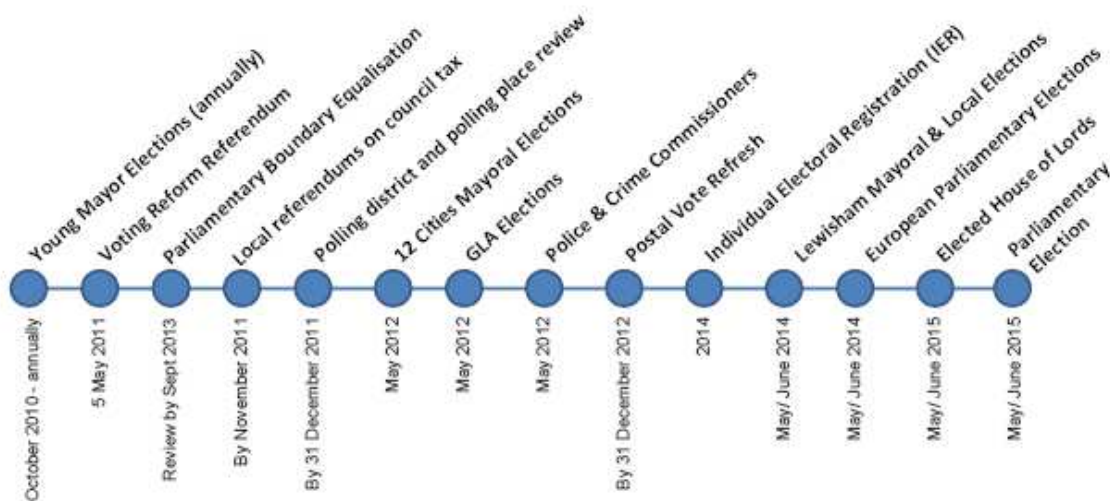 Young Mayor Elections (annually)
Voting Reform Referendum
Parliamentary Boundary Equalisation
Local referendums on council tax
Polling district and polling place review
12 Cities Mayoral Elections
GLA Elections
Police & Crime Commissioners
Postal Vote Refresh
Individual Electoral Registration (IER)
Lewisham Mayoral & Local Elections
European Parliamentary Elections
Elected House of Lords
Parliamentary
Election
October 2010 - annually
5 May 2011
Review by Sept 2013
By November 2011
By 31 December 2011
May 2012
May 2012
May 2012
By 31 December 2012
2014
May/ June 2014
May/ June 2014
May/ June 2015
May/ June 2015